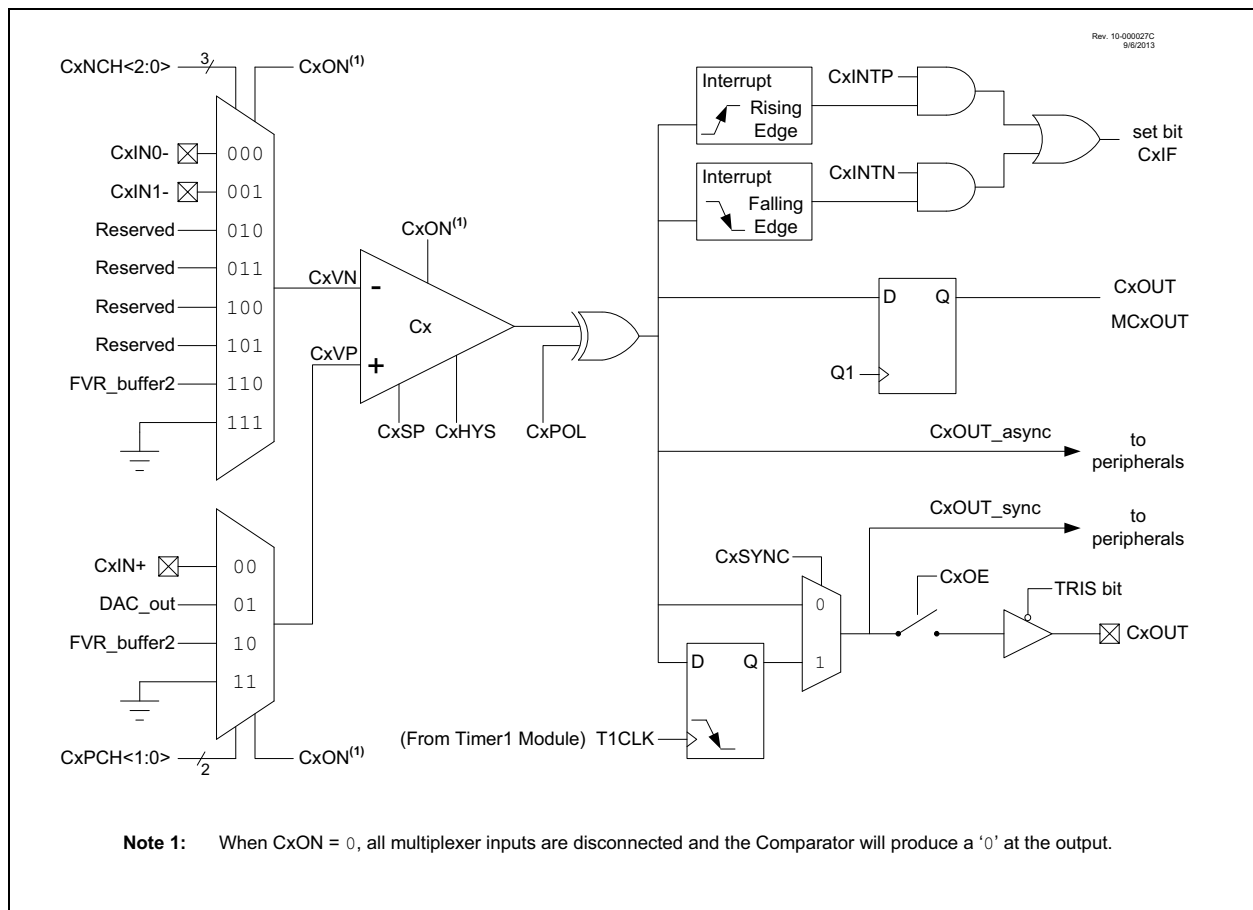 Rev. 10-000027C
9/6/2013
CxNCH<2:0>
3
CxON(1)
CxIN0-
000
CxIN1-
001
Reserved
010
Reserved
011
Reserved
100
Reserved
101
FVR_buffer2
110
111
CxVN
CxVP
CxON(1)
-
Cx
+
CxSP
CxHYS
CxPOL
Interrupt
Rising
Edge
CxINTP
Interrupt
Falling
Edge
CxINTN
set bit
CxIF
D
Q
Q1
CxOUT
MCxOUT
CxOUT_async
to
peripherals
CxOUT_sync
to
peripherals
CxSYNC
0
1
CxOE
TRIS bit
CxOUT
D
Q
(From Timer1 Module) T1CLK
CxIN+
00
DAC_out
01
FVR_buffer2
10
11
CxPCH<1:0>
2
CxON(1)
Note 1: When CxON = 0, all multiplexer inputs are disconnected and the Comparator will produce a ‘0’ at the output.